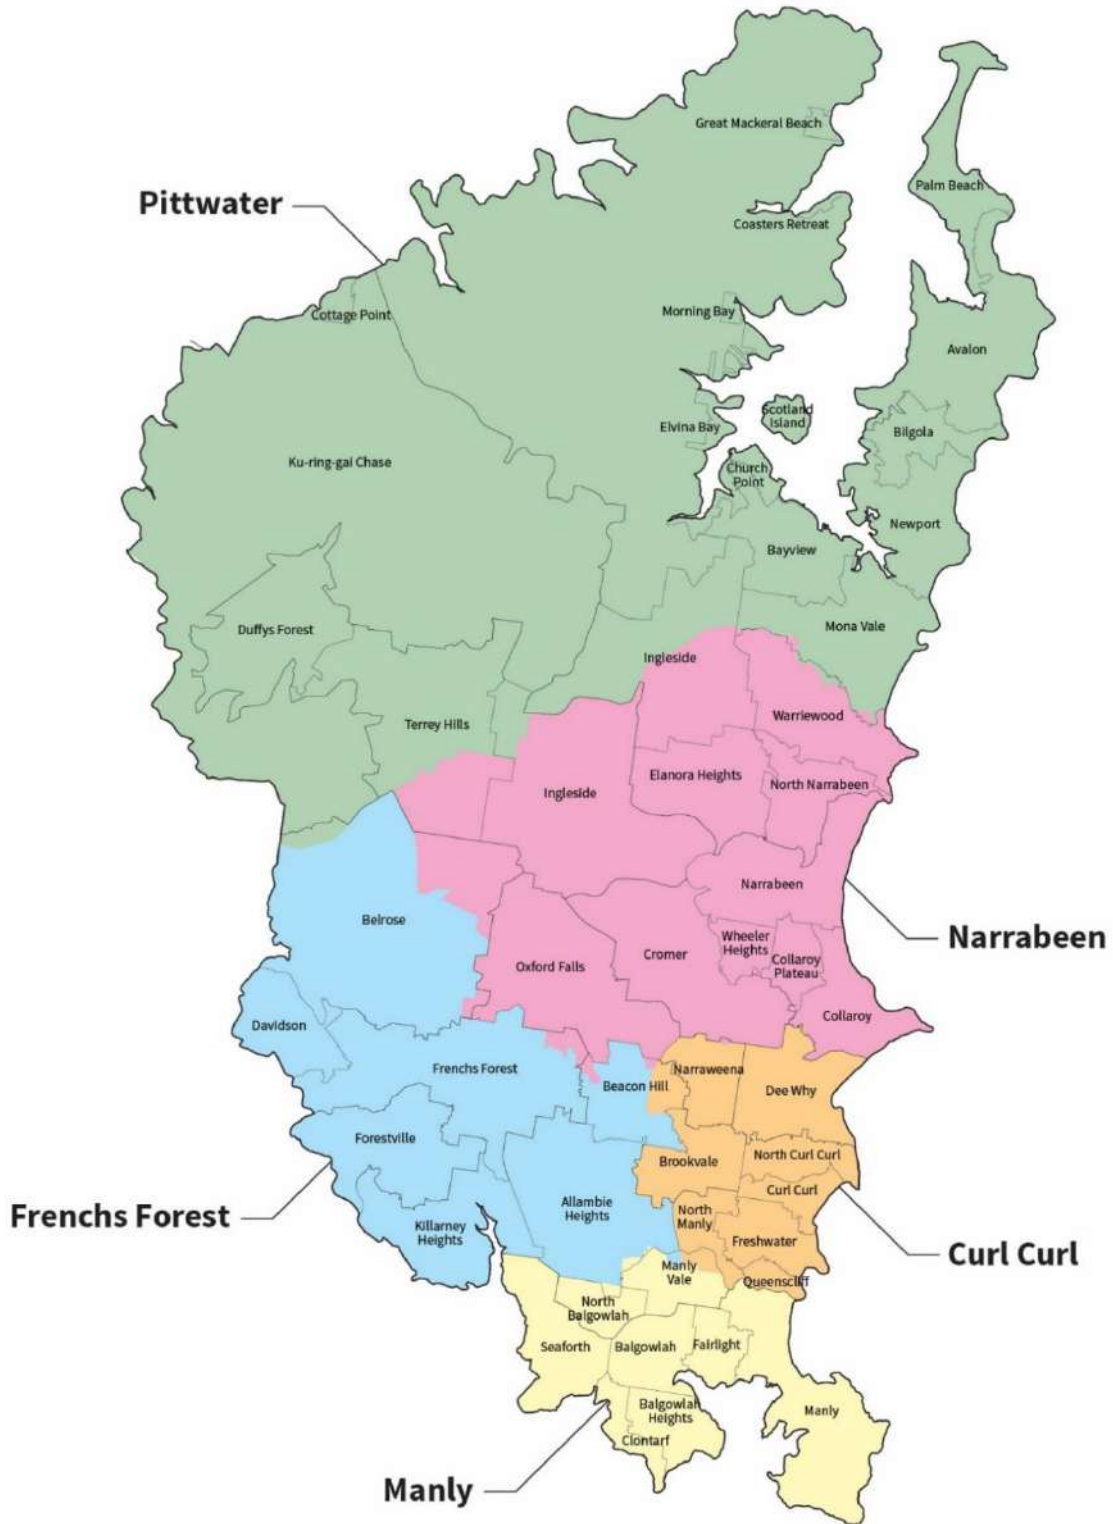 Great Mackeral Beach
Palm Beach
Pittwater
Coasters Retreat
Cottage Point
Morning Bay
Avalon
Scotland
Island
Elvina Bay
Bilgola
Ku-ring-gai Chase
Church
Point
Newport
Bayview
Duffys Forest
Mona Vale
Ingleside
Terrey Hills
Warriewood
Elanora Heights
North Narrabeen
Ingleside
Narrabeen
Belrose
Narrabeen
Wheeler
Heights
Cromer
Collaroy
Plateau
Oxford Falls
Collaroy
Davidson
Frenchs Forest
Narraweena
Beacon Hill
Dee Why
Forestville
North Curl Curl
Brookvale
Curl Curl
Allambie
Heights
North
Manly
Frenchs Forest
Killarney
Heights
Freshwater
Curl Curl
Manly
Vale
Queenscliff
North
Balgowlah
Seaforth
Balgowlah
Fairlight
Balgowlah
Heights
Manly
Clontarf
Manly